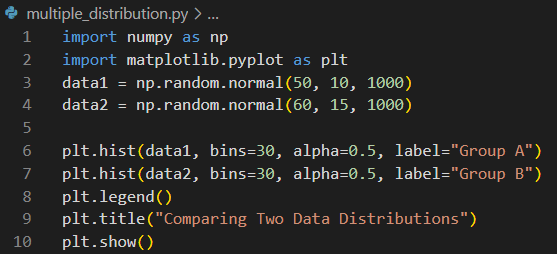 multiple_distribution.py > ...
1 import numpy as np
2 import matplotlib.pyplot as plt
3 data1 = np.random.normal(50, 10, 1000)
4 data2 = np.random.normal(60, 15, 1000)
5
6 plt.hist(data1, bins=30, alpha=0.5, label="Group A")
7 plt.hist(data2, bins=30, alpha=0.5, label="Group B")
8 plt.legend()
9 plt.title("Comparing Two Data Distributions")
10 plt.show()